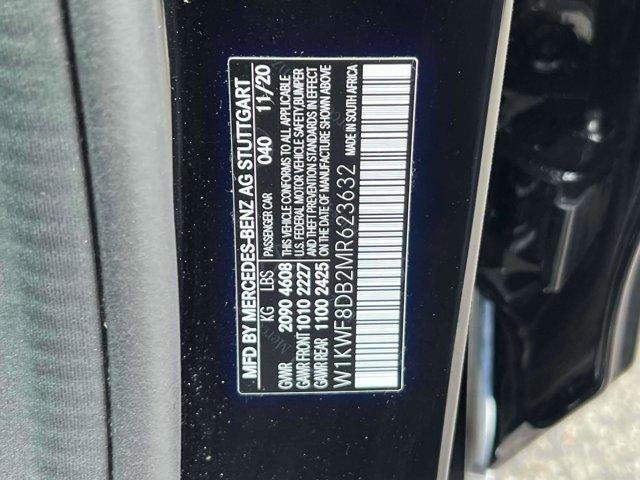 MFD BY MERCEDES-BENZ AG STUTTGART
KG LBS PASSENGER CAR 040 11/20
GVWR 2090 4608 THIS VEHICLE CONFORMS TO ALL APPLICABLE
GAWR FRONT 1010 2227 U.S. FEDERAL MOTOR VEHICLE SAFETY, BUMPER
GAWR REAR 1100 2425 AND THEFT PREVENTION STANDARDS IN EFFECT
ON THE DATE OF MANUFACTURE SHOWN ABOVE
W1KWF8DB2MR623632 MADE IN SOUTH AFRICA